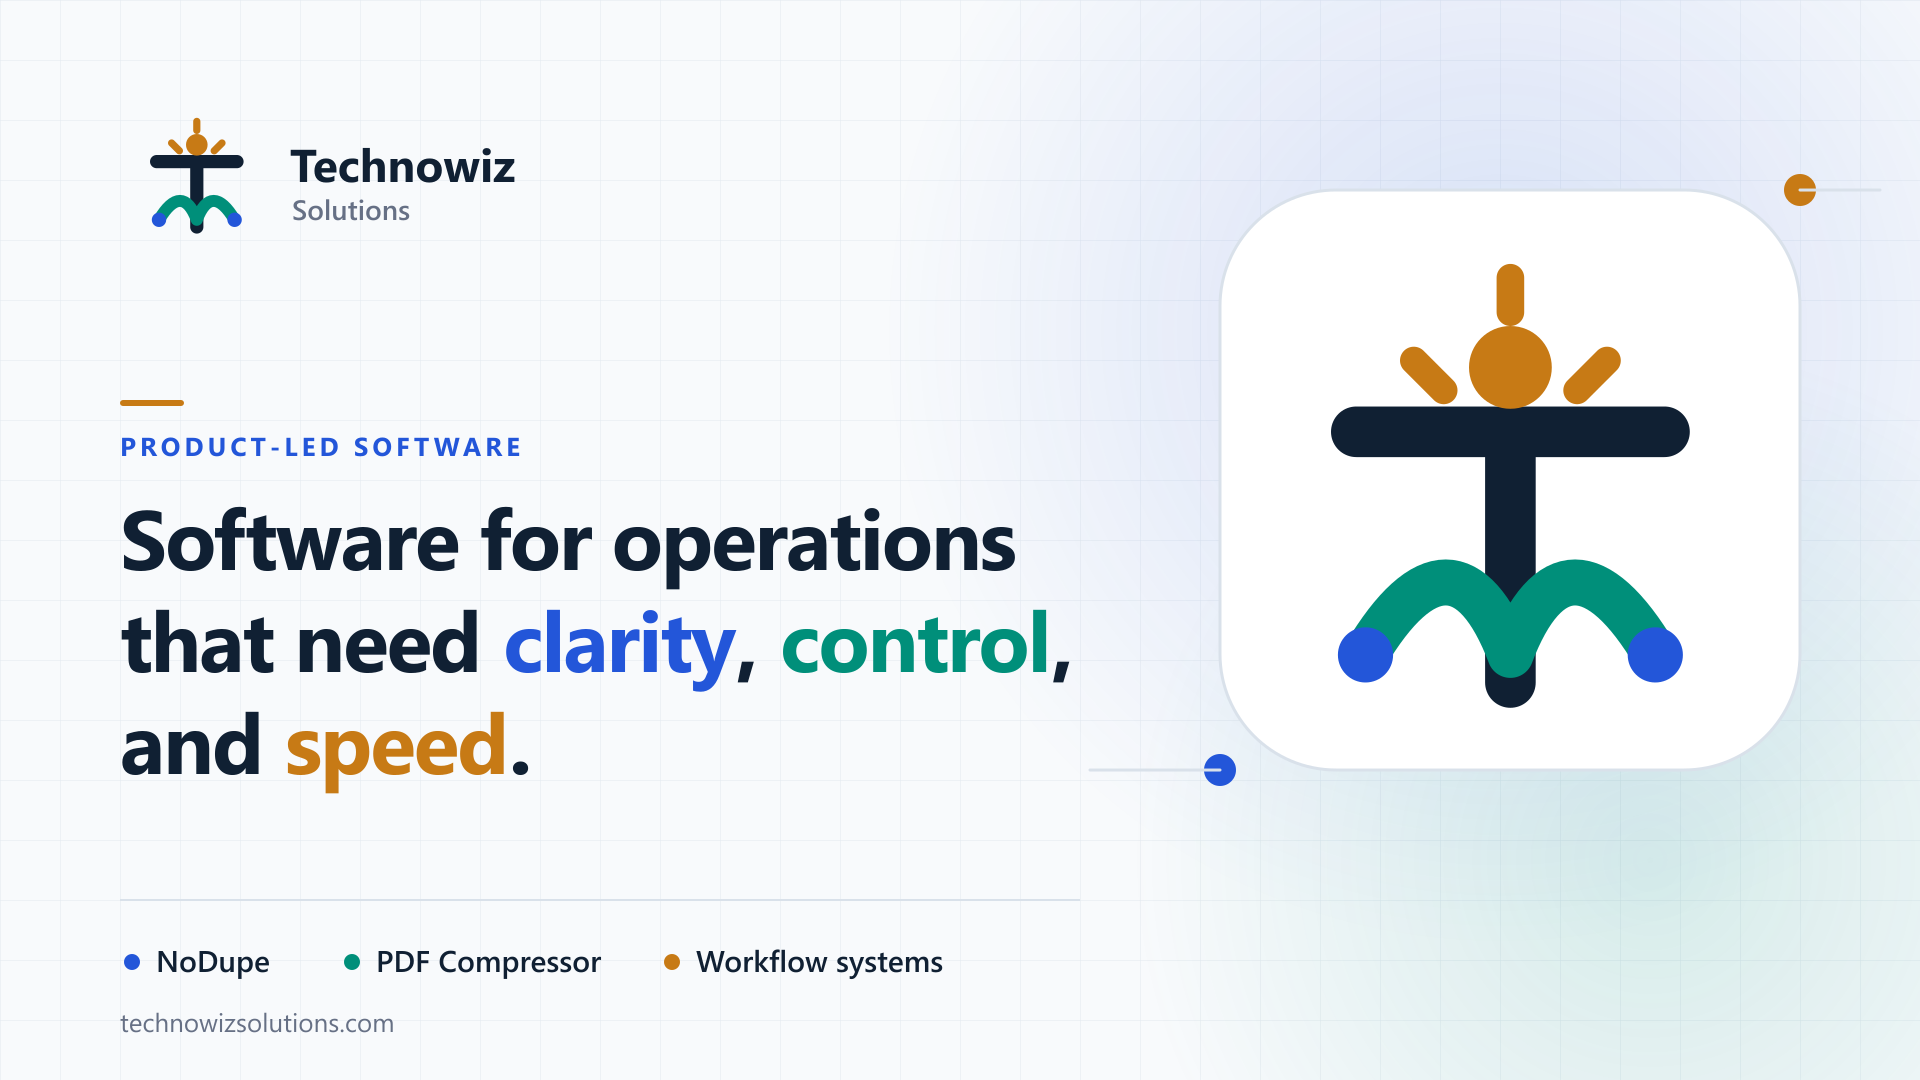 Technowiz
Solutions
PRODUCT-LED SOFTWARE
Software for operations
that need clarity, control,
and speed.
NoDupe
PDF Compressor
Workflow systems
technowizsolutions.com